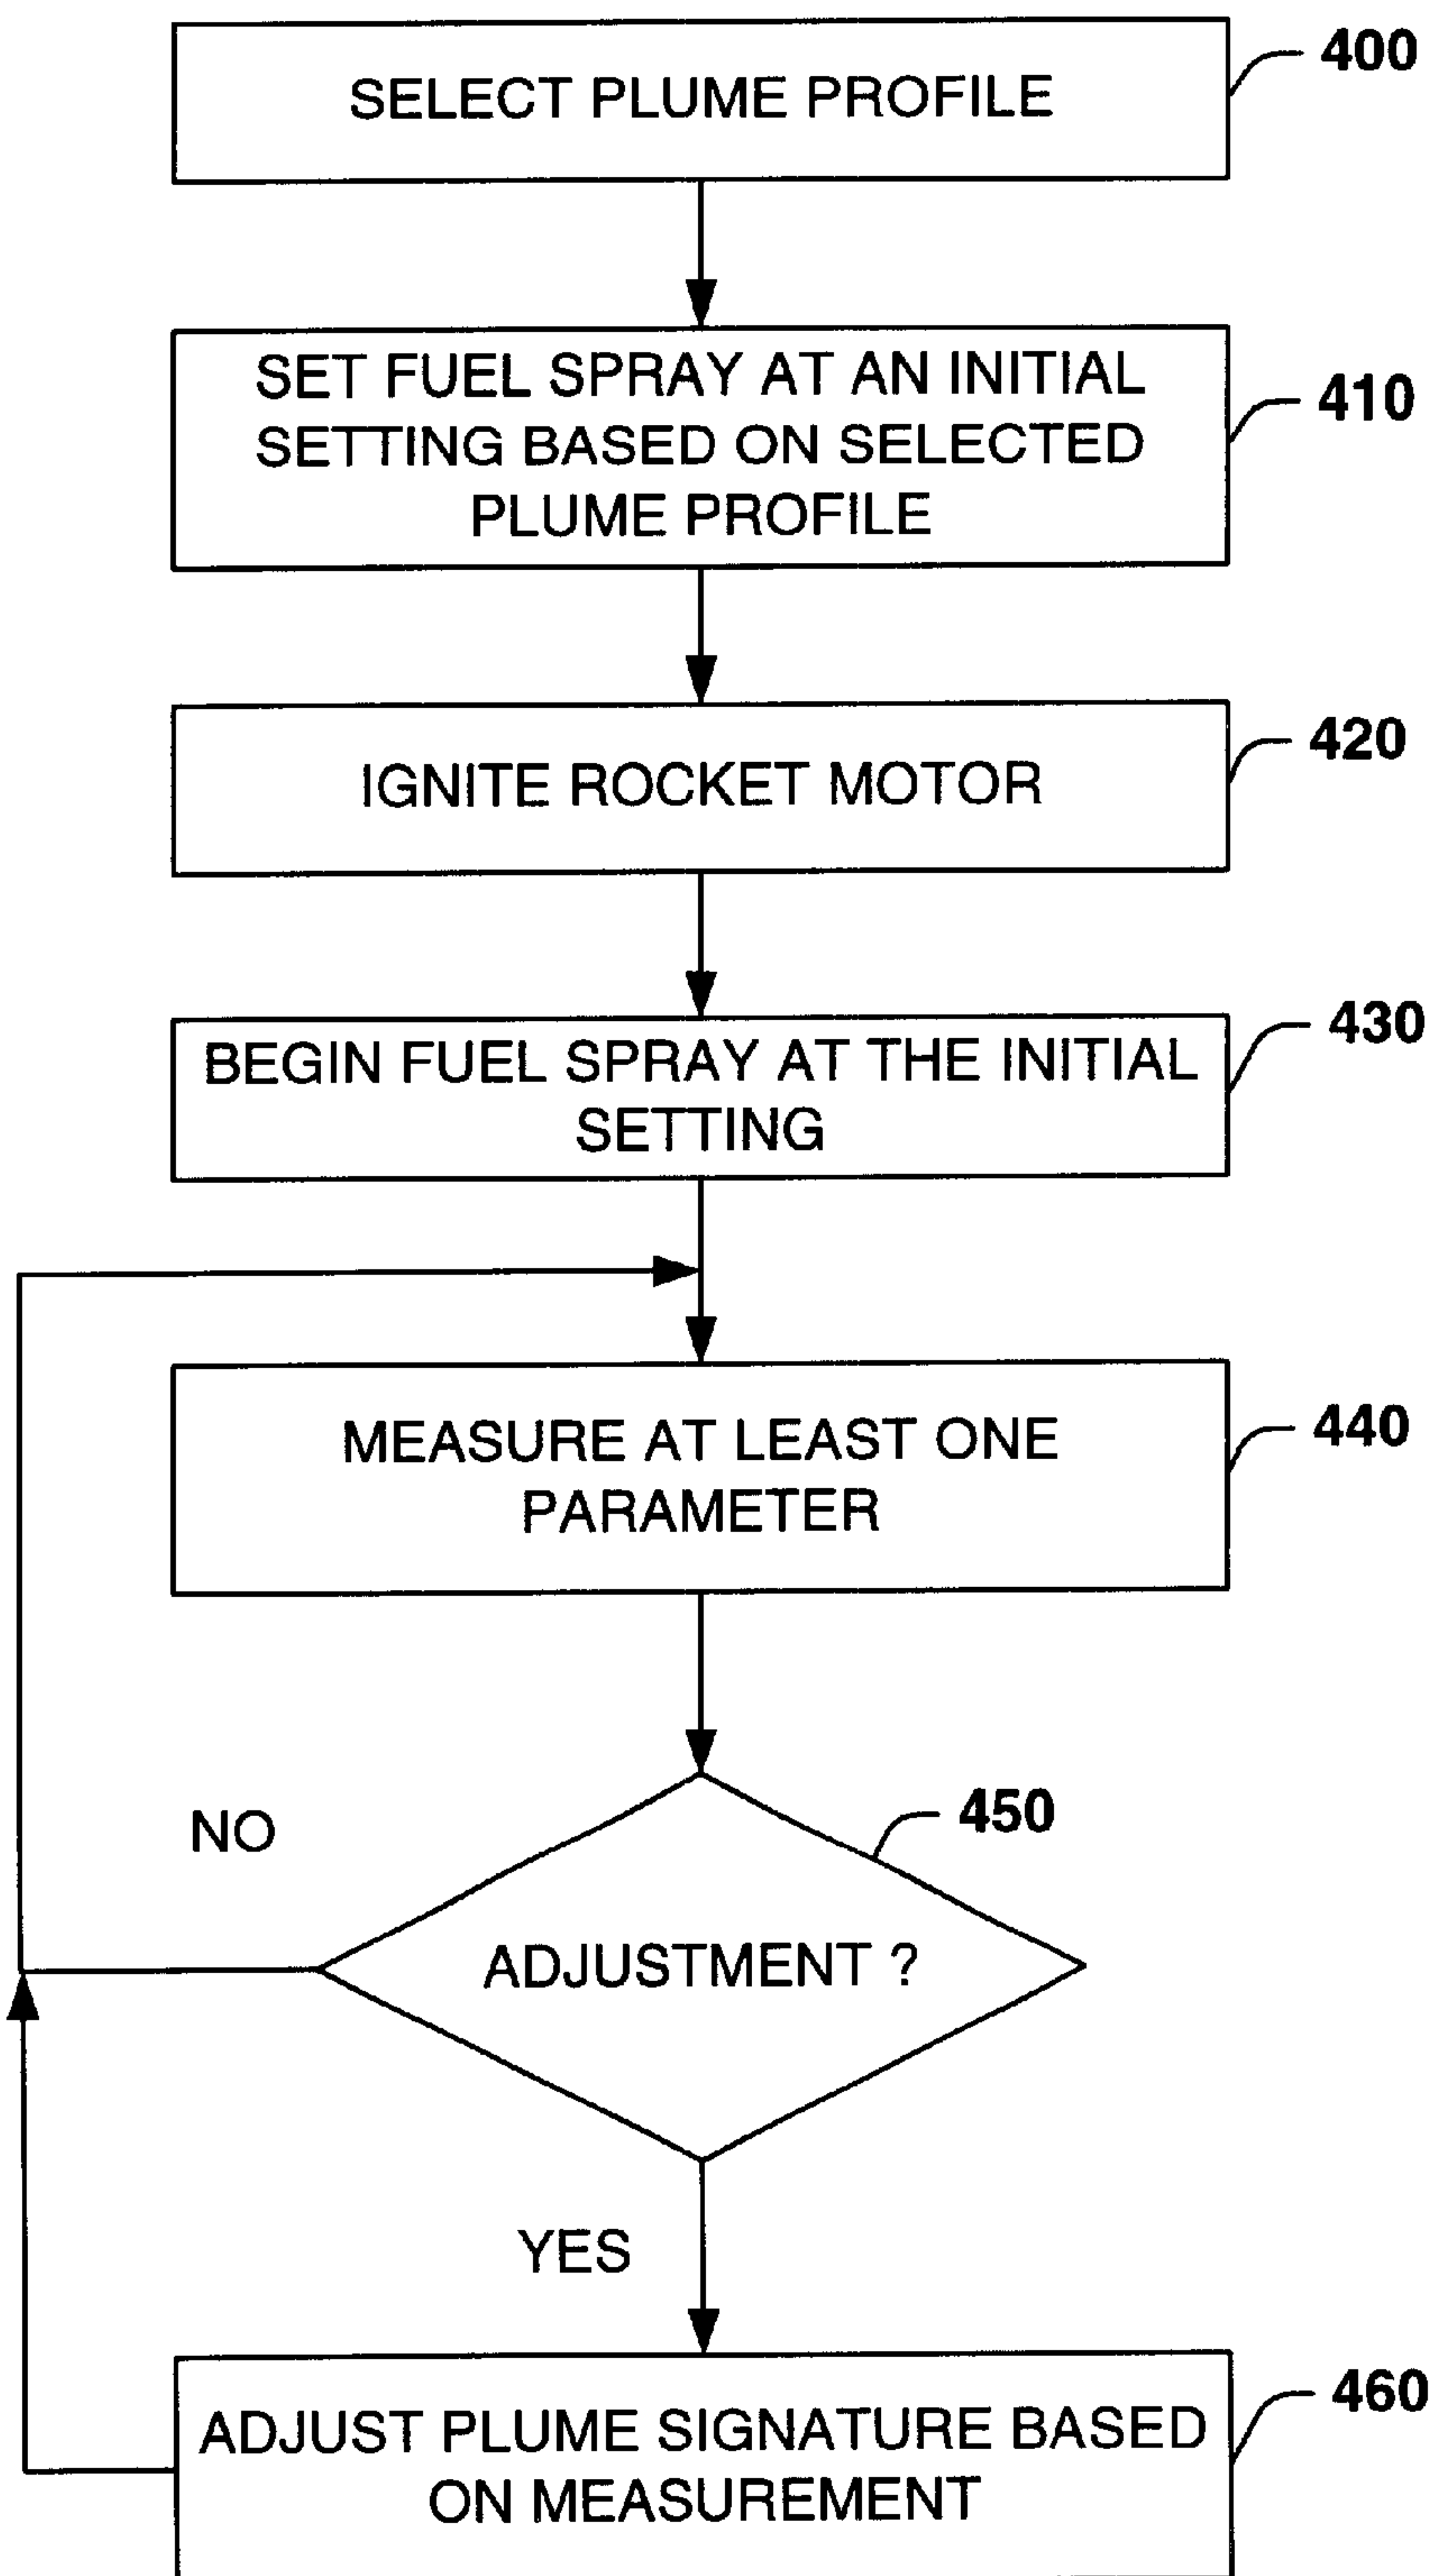 400
SELECT PLUME PROFILE
SET FUEL SPRAY AT AN INITIAL
SETTING BASED ON SELECTED
PLUME PROFILE
410
IGNITE ROCKET MOTOR
420
BEGIN FUEL SPRAY AT THE INITIAL
SETTING
430
MEASURE AT LEAST ONE
PARAMETER
440
NO
450
ADJUSTMENT ?
YES
ADJUST PLUME SIGNATURE BASED
ON MEASUREMENT
460